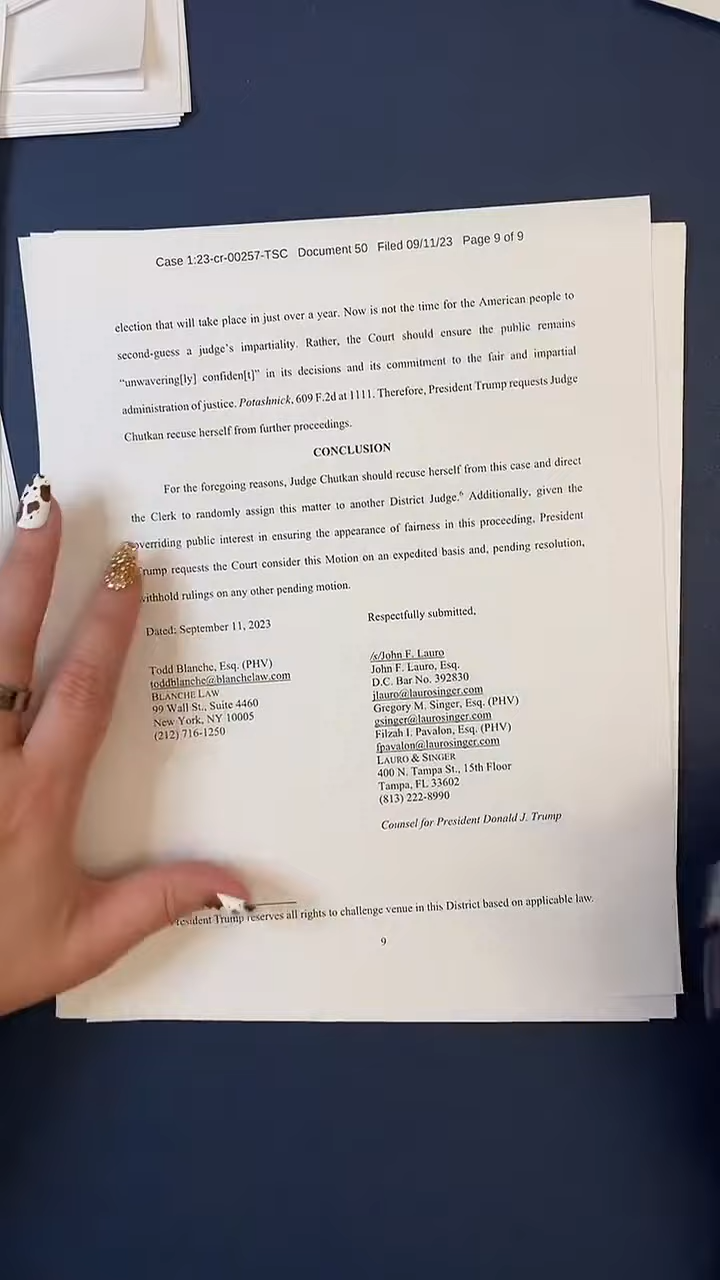 Case 1:23-cr-00257-TSC Document 50 Filed 09/11/23 Page 9 of 9
election that will take place in just over a year. Now is not the time for the American people to
second-guess a judge's impartiality. Rather, the Court should ensure the public remains
“unwavering[ly] confiden[t]” in its decisions and its commitment to the fair and impartial
administration of justice. Potashnick, 609 F.2d at 1111. Therefore, President Trump requests Judge
Chutkan recuse herself from further proceedings.
CONCLUSION
For the foregoing reasons, Judge Chutkan should recuse herself from this case and direct
the Clerk to randomly assign this matter to another District Judge.6 Additionally, given the
overriding public interest in ensuring the appearance of fairness in this proceeding, President
Trump requests the Court consider this Motion on an expedited basis and, pending resolution,
withhold rulings on any other pending motion.
Dated: September 11, 2023
Todd Blanche, Esq. (PHV)
toddblanche@blanchelaw.com
BLANCHE LAW
99 Wall St., Suite 4460
New York, NY 10005
(212) 716-1250
Respectfully submitted,
/s/John F. Lauro
John F. Lauro, Esq.
D.C. Bar No. 392830
jlauro@laurosinger.com
Gregory M. Singer, Esq. (PHV)
gsinger@laurosinger.com
Filzah I. Pavalon, Esq. (PHV)
fpavalon@laurosinger.com
LAURO & SINGER
400 N. Tampa St., 15th Floor
Tampa, FL 33602
(813) 222-8990
Counsel for President Donald J. Trump
President Trump reserves all rights to challenge venue in this District based on applicable law.
9